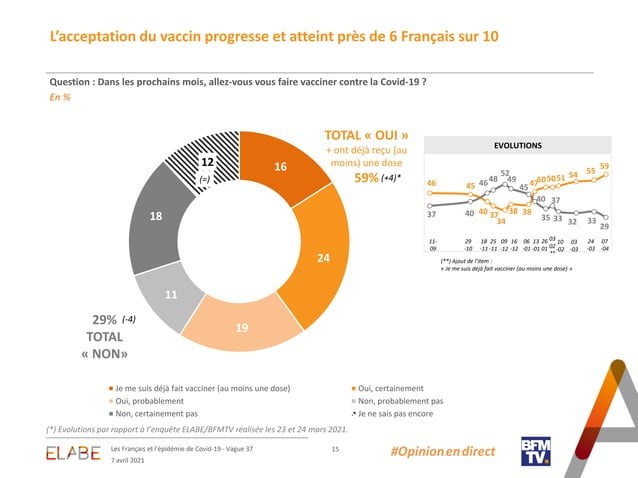 L'acceptation du vaccin progresse et atteint près de 6 Français sur 10
Question : Dans les prochains mois, allez-vous vous faire vacciner contre la Covid-19 ?
En %
TOTAL « OUI »
+ ont déjà reçu (au
moins) une dose
59% (+4)*
16
24
19
11
18
12
(=)
29% (-4)
TOTAL
« NON»
EVOLUTIONS
46 45 46 48 52 49 45 47 50 50 51 54 55 59
37 40 40 37 34 38 38 40 35 37 33 32 33 29
11- 29 18 25 09 16 06 13 26 03 10 03 24 07
09 -10 -11 -11 -12 -12 -01 -01 01 02 -02 -03 -03 -04
**
(**) Ajout de l'item :
« Je me suis déjà fait vacciner (au moins une dose) »
Je me suis déjà fait vacciner (au moins une dose)
Oui, certainement
Oui, probablement
Non, probablement pas
Non, certainement pas
Je ne sais pas encore
(*) Evolutions par rapport à l'enquête ELABE/BFMTV réalisée les 23 et 24 mars 2021.
ELABE
Les Français et l'épidémie de Covid-19 - Vague 37
7 avril 2021
15
#Opinion en direct
BFM
TV.